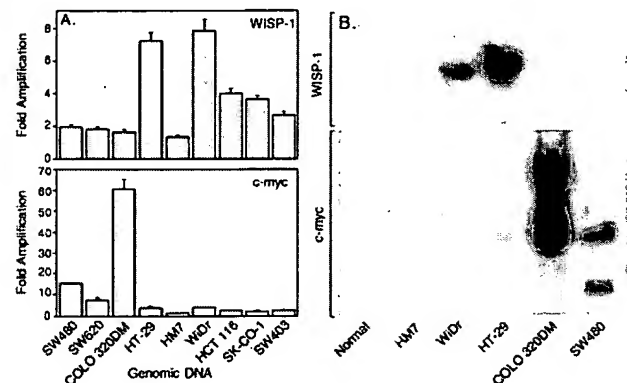 A.
WISP-1
Fold Amplification
8
6
4
2
0
c-myc
Fold Amplification
70
60
50
40
30
20
10
0
SW480
SW620
COLO 320DM
HT-29
HM7
WiDr
HCT 116
SK-CO-1
SW403
Genomic DNA
B.
WISP-1
c-myc
Normal
HM7
WiDr
HT-29
COLO 320DM
SW480